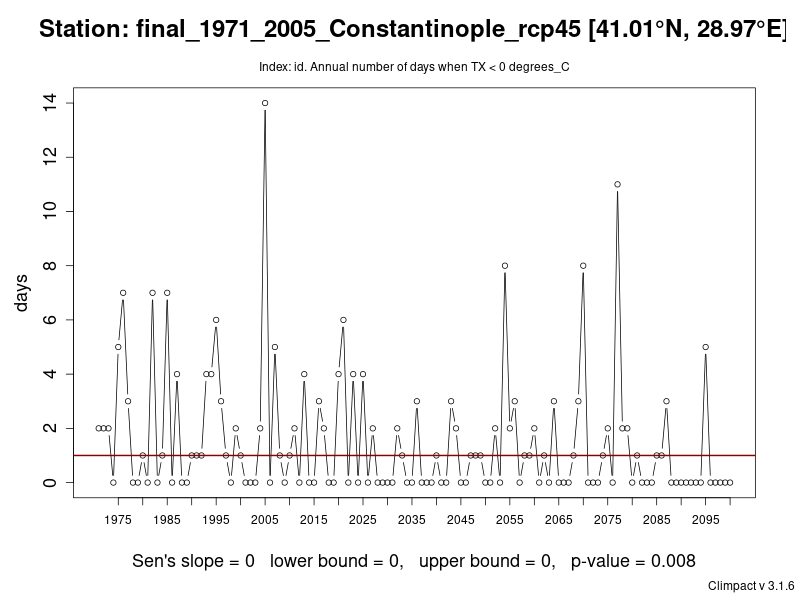 Station: final_1971_2005_Constantinople_rcp45 [41.01°N, 28.97°E]
Index: id. Annual number of days when TX < 0 degrees_C
14
12
10
8
6
4
2
0
days
1975 1985 1995 2005 2015 2025 2035 2045 2055 2065 2075 2085 2095
Sen's slope = 0 lower bound = 0, upper bound = 0, p-value = 0.008
Climpact v 3.1.6